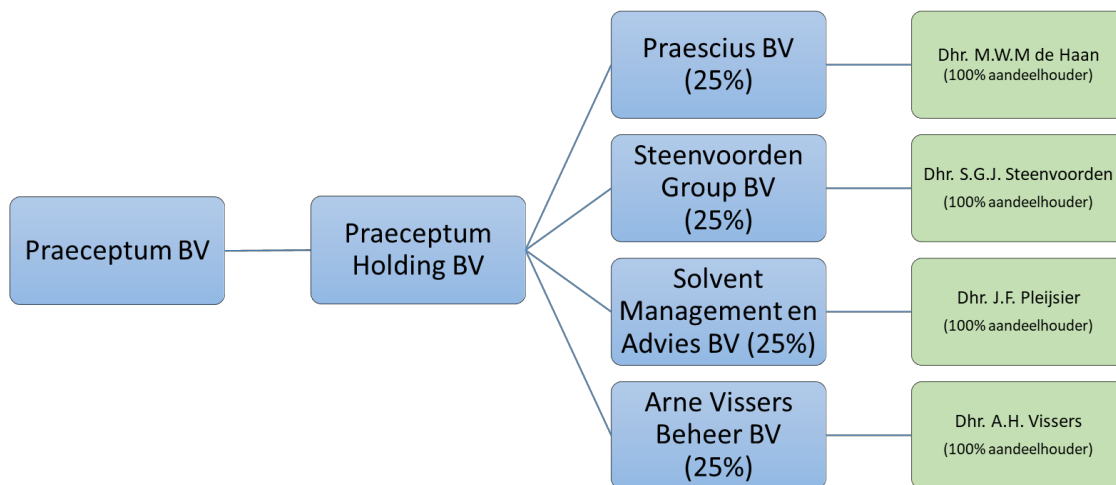 Praeceptum BV
Praeceptum
Holding BV
Praescius BV
(25%)
Dhr. M.W.M de Haan
(100% aandeelhouder)
Steenvoorden
Group BV
(25%)
Dhr. S.G.J. Steenvoorden
(100% aandeelhouder)
Solvent
Management en
Advies BV (25%)
Dhr. J.F. Pleijsier
(100% aandeelhouder)
Arne Vissers
Beheer BV
(25%)
Dhr. A.H. Vissers
(100% aandeelhouder)